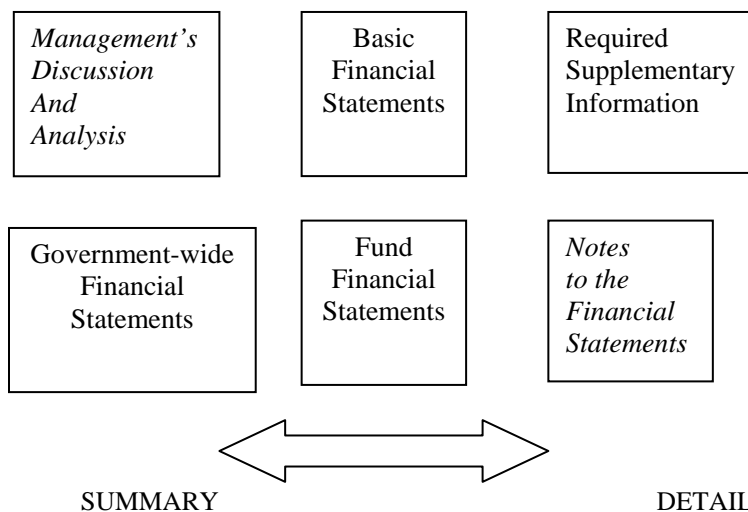 Management’s
Discussion
And
Analysis
Basic
Financial
Statements
Required
Supplementary
Information
Government-wide
Financial
Statements
Fund
Financial
Statements
Notes
to the
Financial
Statements
SUMMARY
DETAIL